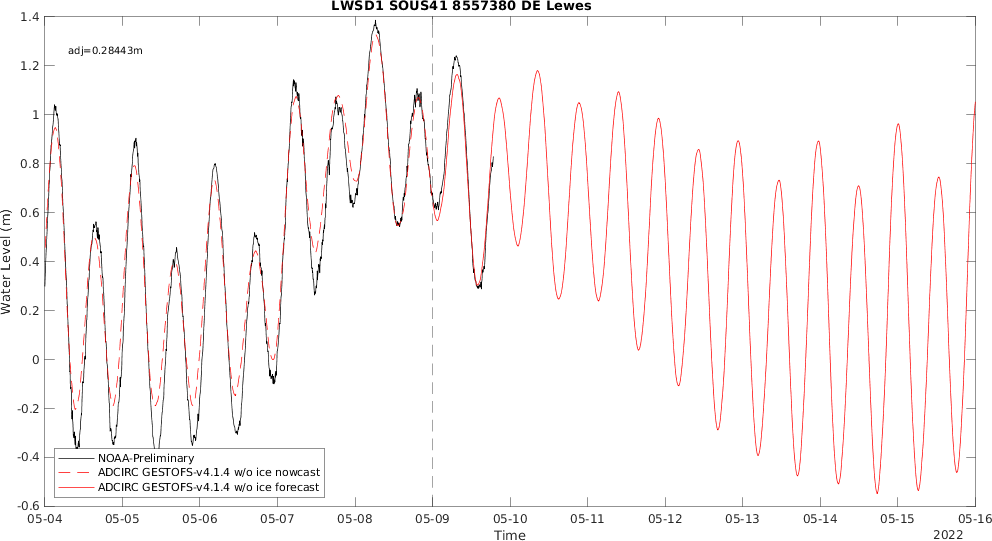 LWSD1 SOUS41 8557380 DE Lewes
adj=0.28443m
1.4
1.2
1
0.8
0.6
0.4
0.2
0
-0.2
-0.4
-0.6
Water Level (m)
NOAA-Preliminary
ADCIRC GESTOFS-v4.1.4 w/o ice nowcast
ADCIRC GESTOFS-v4.1.4 w/o ice forecast
05-04 05-05 05-06 05-07 05-08 05-09 05-10 05-11 05-12 05-13 05-14 05-15 05-16
Time
2022